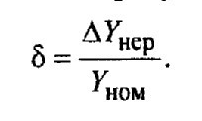 δ = ΔYнер / Yном.